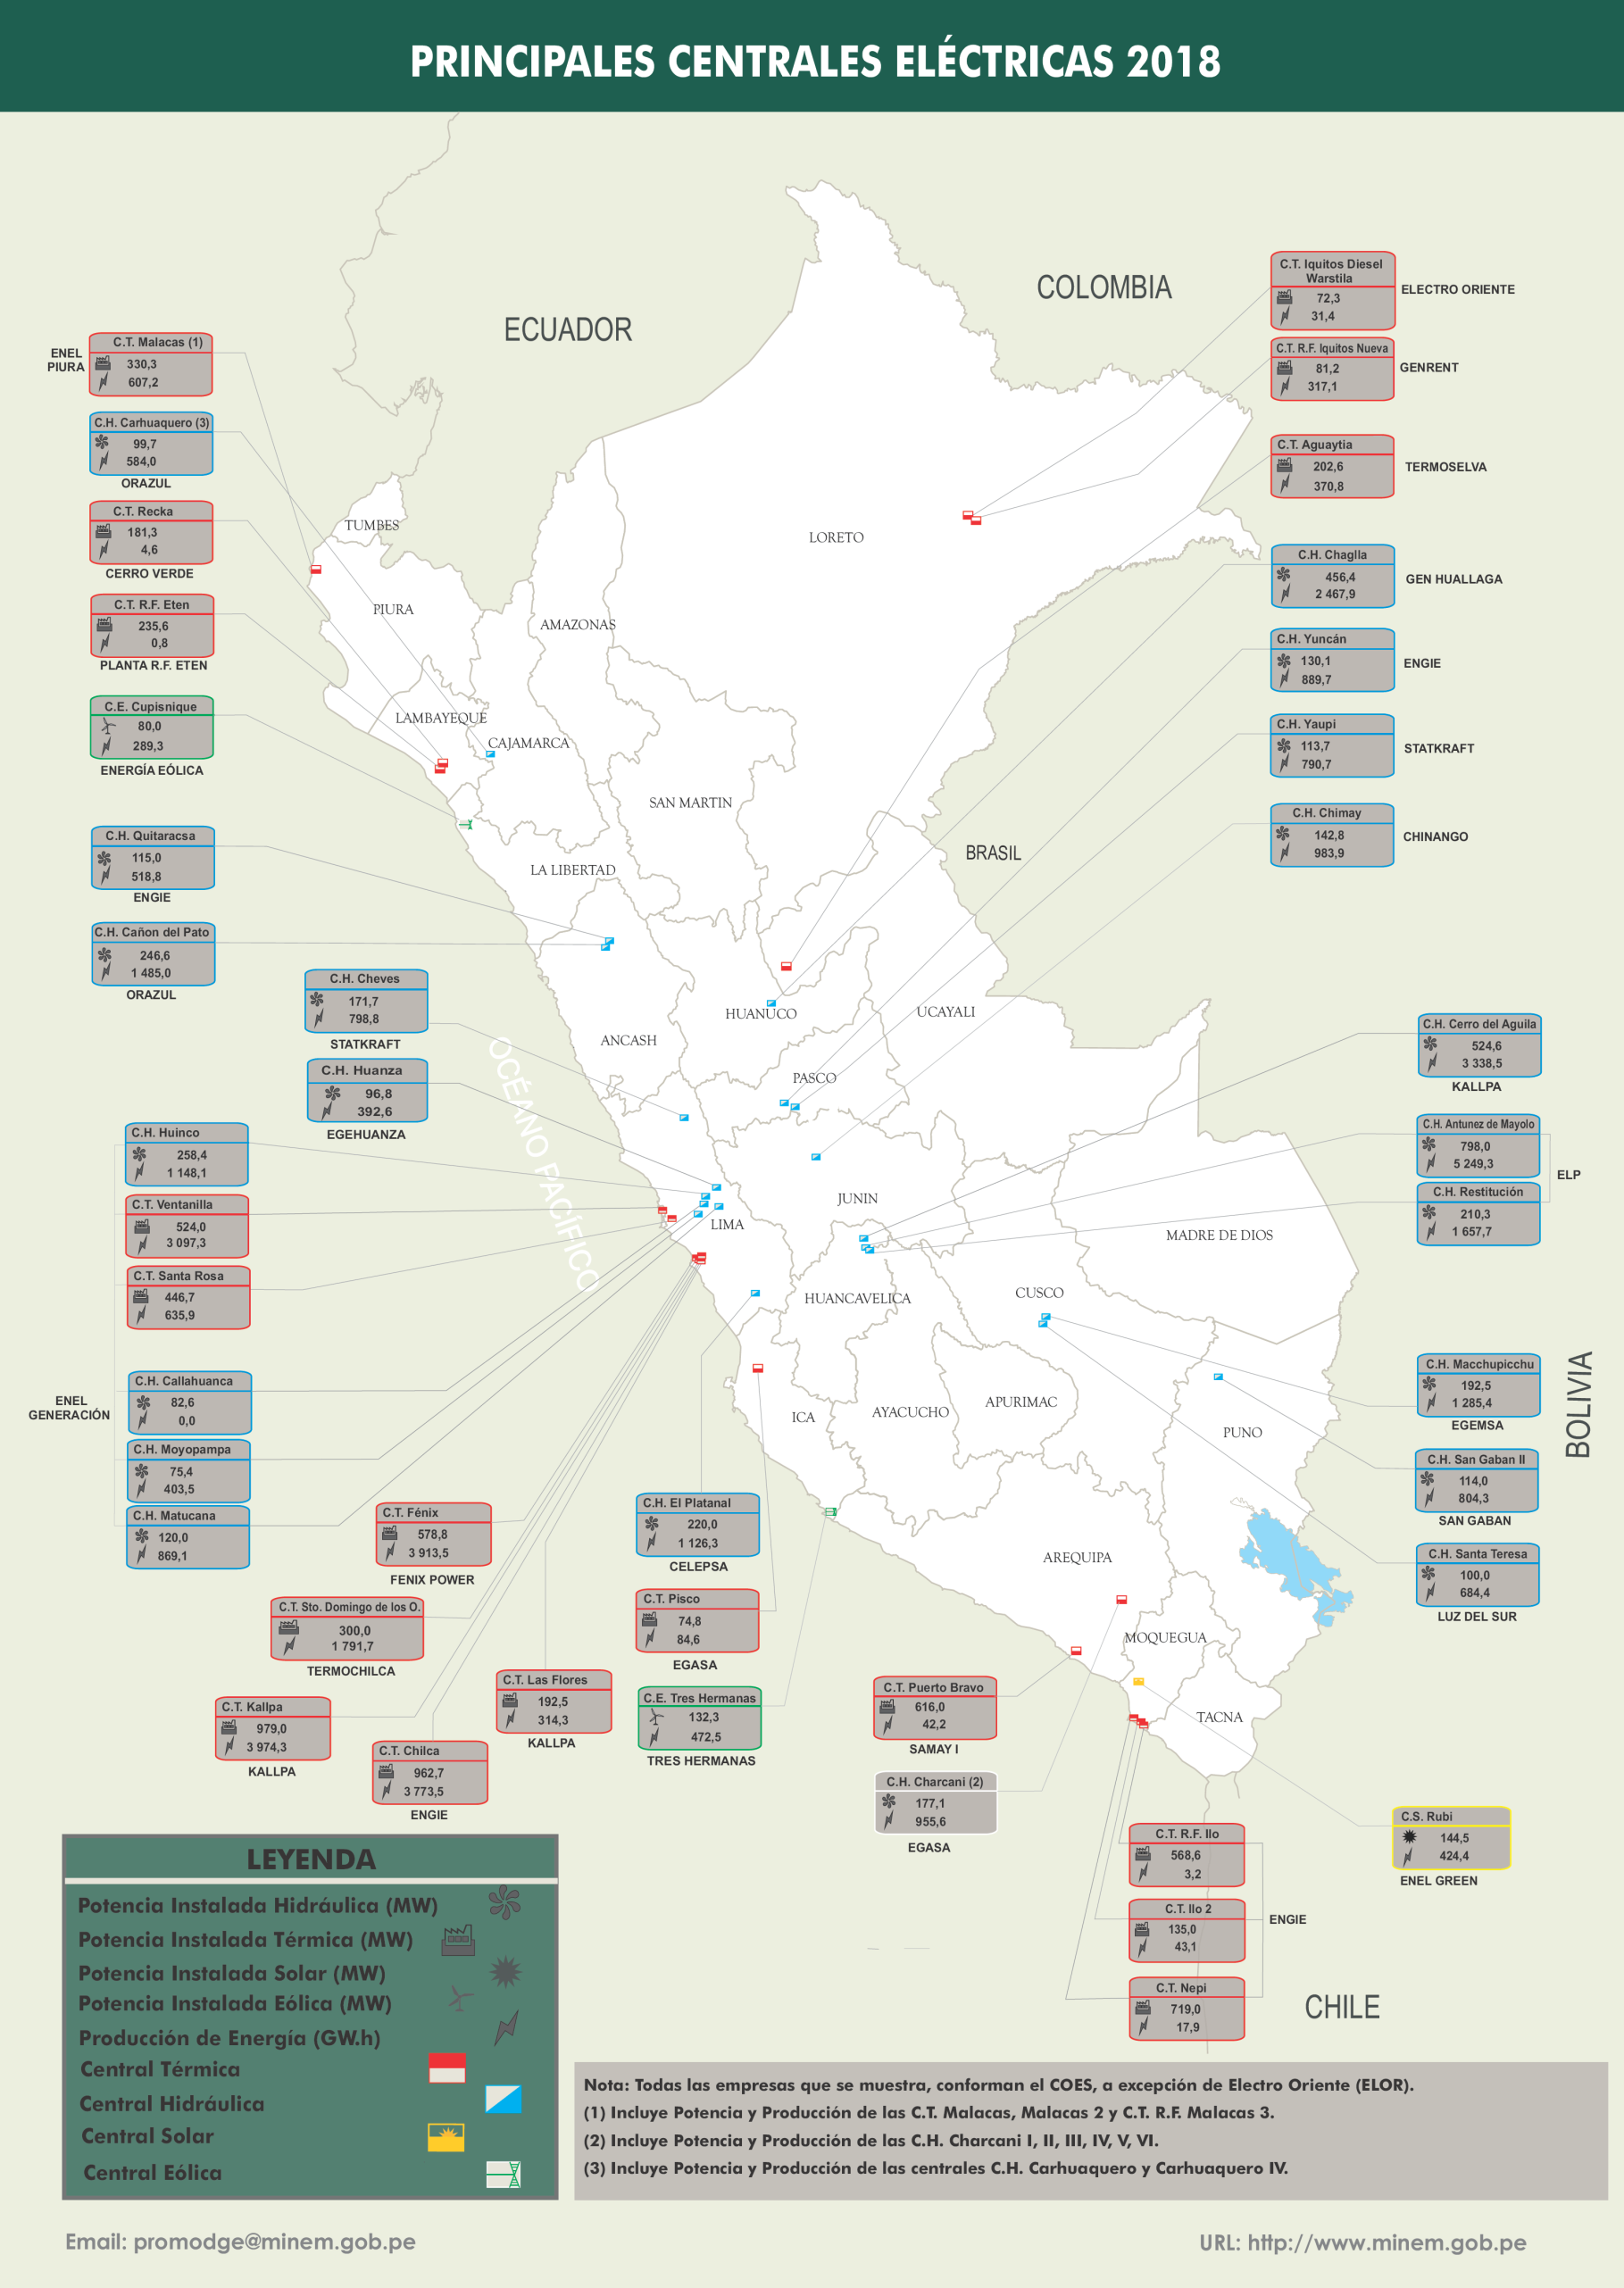 PRINCIPALES CENTRALES ELÉCTRICAS 2018
ECUADOR
COLOMBIA
BRASIL
BOLIVIA
CHILE
OCÉANO PACÍFICO
TUMBES
PIURA
LAMBAYEQUE
CAJAMARCA
AMAZONAS
LORETO
SAN MARTIN
LA LIBERTAD
ANCASH
HUANUCO
UCAYALI
PASCO
JUNIN
LIMA
HUANCAVELICA
ICA
AYACUCHO
APURIMAC
CUSCO
MADRE DE DIOS
PUNO
AREQUIPA
MOQUEGUA
TACNA
ENEL
PIURA
C.T. Malacas (1)
330,3
607,2
C.H. Carhuaquero (3)
99,7
584,0
ORAZUL
C.T. Recka
181,3
4,6
CERRO VERDE
C.T. R.F. Eten
235,6
0,8
PLANTA R.F. ETEN
C.E. Cupisnique
80,0
289,3
ENERGÍA EÓLICA
C.H. Quitaracsa
115,0
518,8
ENGIE
C.H. Cañon del Pato
246,6
1 485,0
ORAZUL
C.H. Cheves
171,7
798,8
STATKRAFT
C.H. Huanza
96,8
392,6
EGEHUANZA
C.H. Huinco
258,4
1 148,1
C.T. Ventanilla
524,0
3 097,3
C.T. Santa Rosa
446,7
635,9
ENEL
GENERACIÓN
C.H. Callahuanca
82,6
0,0
C.H. Moyopampa
75,4
403,5
C.H. Matucana
120,0
869,1
C.T. Fénix
578,8
3 913,5
FENIX POWER
C.T. Sto. Domingo de los O.
300,0
1 791,7
TERMOCHILCA
C.T. Kallpa
979,0
3 974,3
KALLPA
C.T. Chilca
962,7
3 773,5
ENGIE
C.T. Las Flores
192,5
314,3
KALLPA
C.H. El Platanal
220,0
1 126,3
CELEPSA
C.T. Pisco
74,8
84,6
EGASA
C.E. Tres Hermanas
132,3
472,5
TRES HERMANAS
C.T. Puerto Bravo
616,0
42,2
SAMAY I
C.H. Charcani (2)
177,1
955,6
EGASA
C.T. R.F. Ilo
568,6
3,2
C.T. Ilo 2
135,0
43,1
ENGIE
C.T. Nepi
719,0
17,9
C.S. Rubi
144,5
424,4
ENEL GREEN
C.T. Iquitos Diesel
Warstila
72,3
31,4
ELECTRO ORIENTE
C.T. R.F. Iquitos Nueva
81,2
317,1
GENRENT
C.T. Aguaytia
202,6
370,8
TERMOSELVA
C.H. Chaglla
456,4
2 467,9
GEN HUALLAGA
C.H. Yuncán
130,1
889,7
ENGIE
C.H. Yaupi
113,7
790,7
STATKRAFT
C.H. Chimay
142,8
983,9
CHINANGO
C.H. Cerro del Aguila
524,6
3 338,5
KALLPA
C.H. Antunez de Mayolo
798,0
5 249,3
ELP
C.H. Restitución
210,3
1 657,7
C.H. Macchupicchu
192,5
1 285,4
EGEMSA
C.H. San Gaban II
114,0
804,3
SAN GABAN
C.H. Santa Teresa
100,0
684,4
LUZ DEL SUR
LEYENDA
Potencia Instalada Hidráulica (MW)
Potencia Instalada Térmica (MW)
Potencia Instalada Solar (MW)
Potencia Instalada Eólica (MW)
Producción de Energía (GW.h)
Central Térmica
Central Hidráulica
Central Solar
Central Eólica
Nota: Todas las empresas que se muestra, conforman el COES, a excepción de Electro Oriente (ELOR).
(1) Incluye Potencia y Producción de las C.T. Malacas, Malacas 2 y C.T. R.F. Malacas 3.
(2) Incluye Potencia y Producción de las C.H. Charcani I, II, III, IV, V, VI.
(3) Incluye Potencia y Producción de las centrales C.H. Carhuaquero y Carhuaquero IV.
Email: promodge@minem.gob.pe
URL: http://www.minem.gob.pe